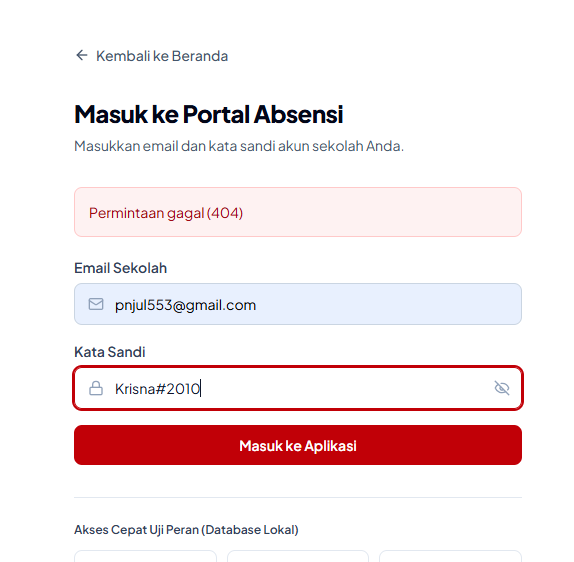 Kembali ke Beranda
Masuk ke Portal Absensi
Masukkan email dan kata sandi akun sekolah Anda.
Permintaan gagal (404)
Email Sekolah
pnjul553@gmail.com
Kata Sandi
Krisna#2010
Masuk ke Aplikasi
Akses Cepat Uji Peran (Database Lokal)